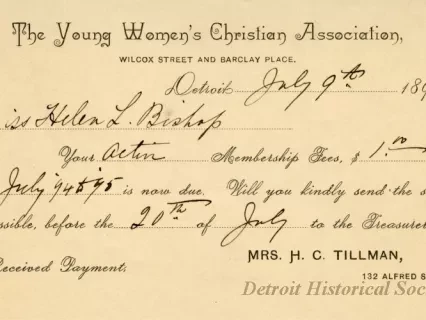 The Young Women's Christian Association,
WILCOX STREET AND BARCLAY PLACE.
Detroit July 9th 189
iss Helen L. Bishop
Your Active Membership Fees, $ 1.00
July '94 & '95 is now due. Will you kindly send the s
ssible, before the 20th of July to the Treasurer
MRS. H. C. TILLMAN,
132 ALFRED S
Received Payment.
Detroit Historical Soc